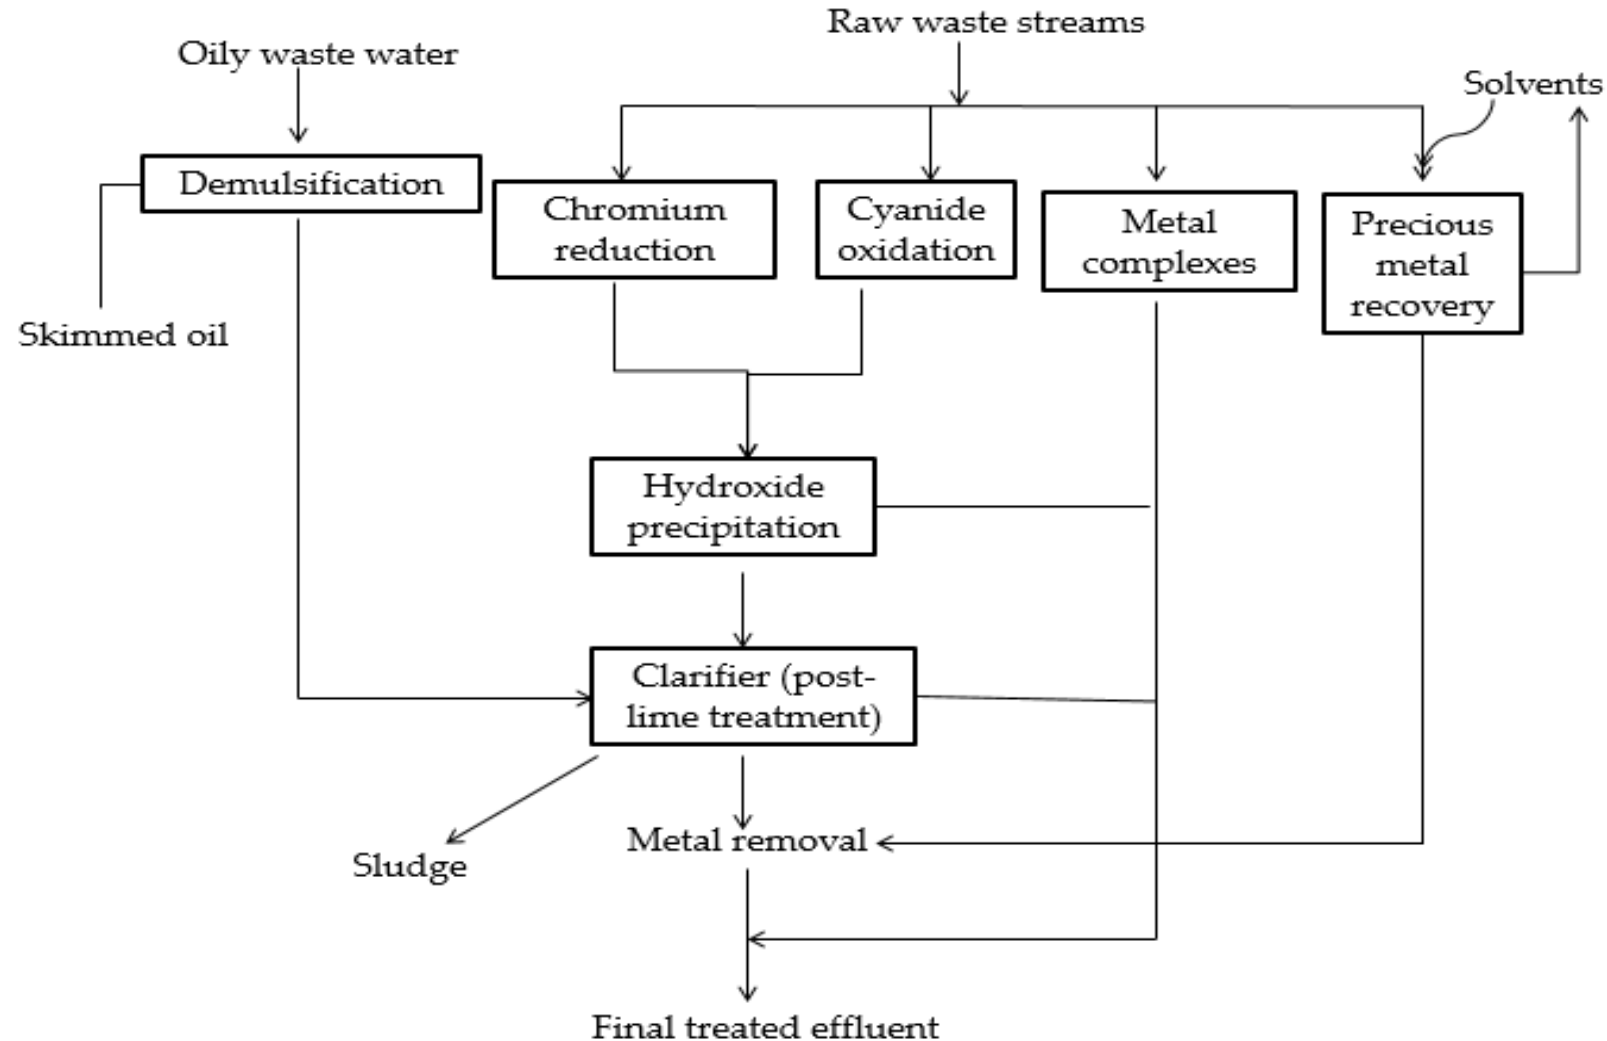 Raw waste streams
Oily waste water
Solvents
Demulsification
Chromium
reduction
Cyanide
oxidation
Metal
complexes
Precious
metal
recovery
Skimmed oil
Hydroxide
precipitation
Clarifier (post-
lime treatment)
Metal removal
Sludge
Final treated effluent